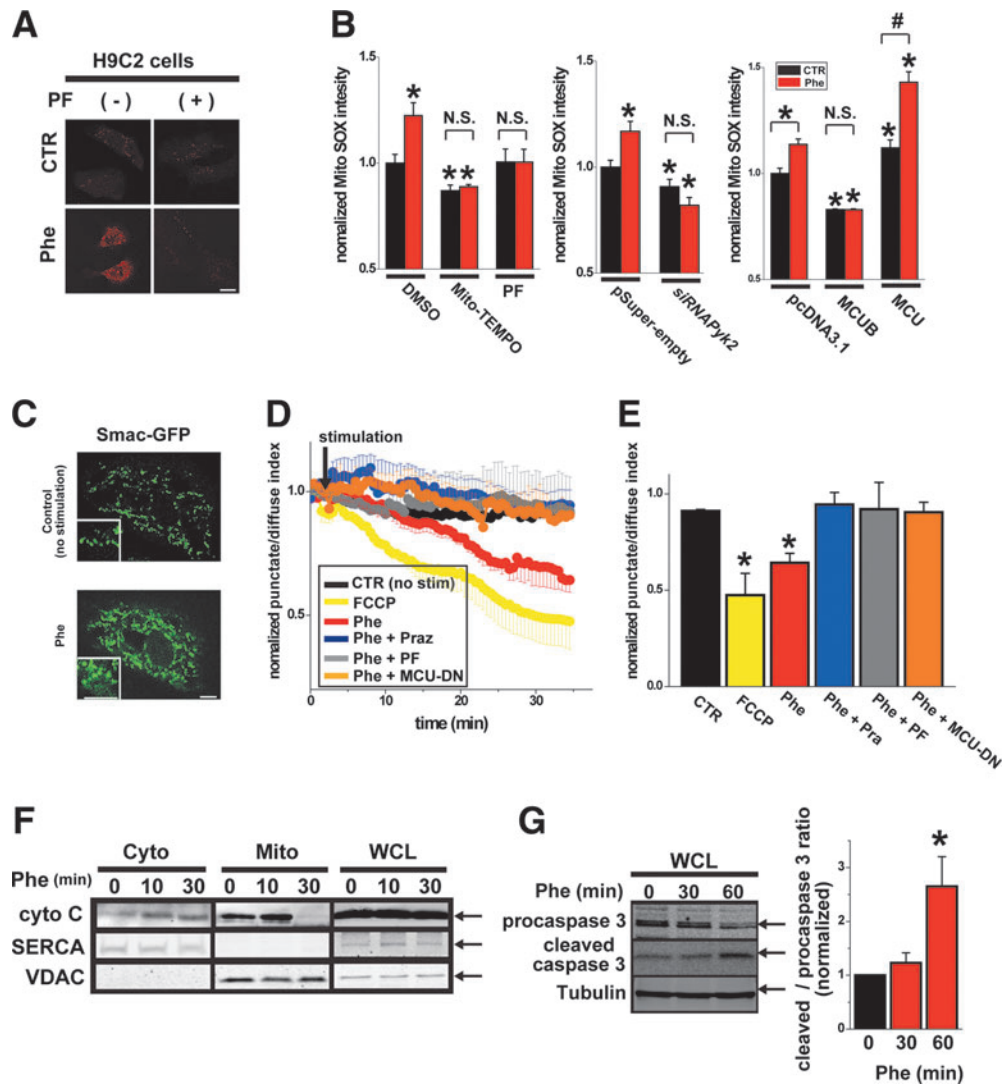 A
H9C2 cells
PF (-) (+)
CTR
Phe
B
nomalized Mito SOX intesity
1.5
1.0
0.5
*
N.S.
N.S.
**
DMSO
Mito-TEMPO
PF
nomalized Mito SOX intesity
1.5
1.0
0.5
*
N.S.
*
*
pSuper-empty
siRNAPyk2
nomalized Mito SOX intesity
1.5
1.0
0.5
CTR
Phe
#
*
N.S.
*
*
**
pcDNA3.1
MCUB
MCU
C
Smac-GFP
Control
(no stimulation)
Phe
D
stimulation
normalized punctate/diffuse index
1.0
0.5
CTR (no stim)
FCCP
Phe
Phe + Praz
Phe + PF
Phe + MCU-DN
0 10 20 30
time (min)
E
normalized punctate/diffuse index
1.0
0.5
0.0
*
*
CTR
FCCP
Phe
Phe + Pra
Phe + PF
Phe + MCU-DN
F
Cyto Mito WCL
Phe (min) 0 10 30 0 10 30 0 10 30
cyto C
SERCA
VDAC
G
WCL
Phe (min)
0 30 60
procaspase 3
cleaved
caspase 3
Tubulin
cleaved / procaspase 3 ratio
(normalized)
3
2
1
0
*
0 30 60
Phe (min)